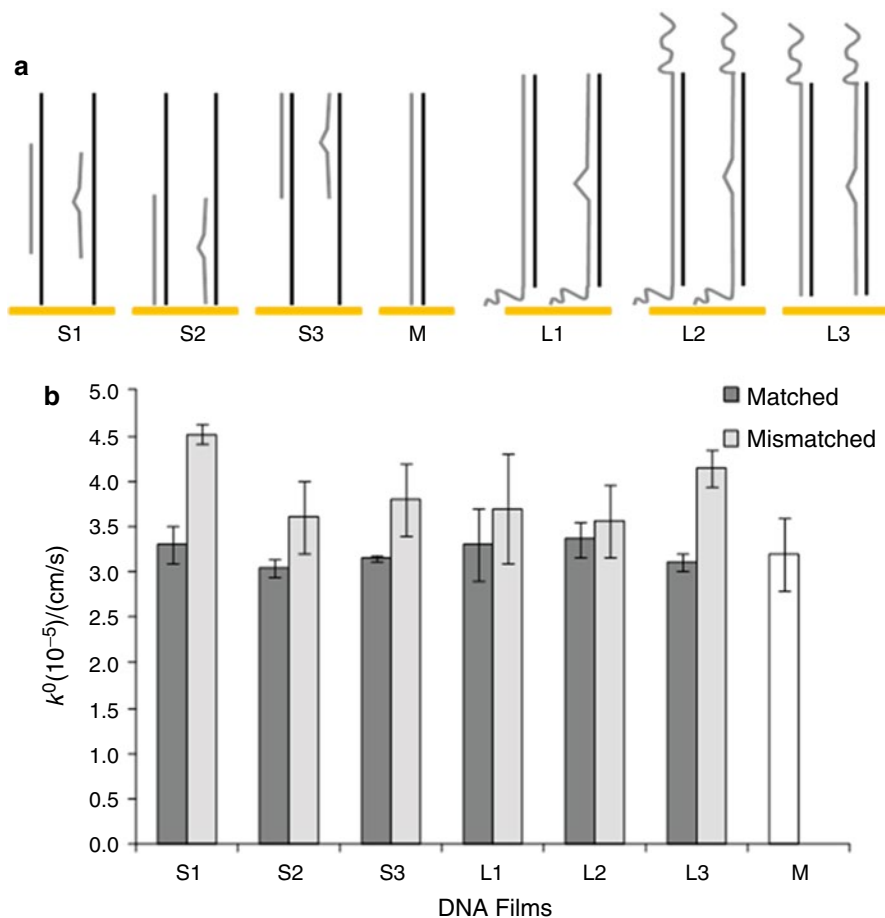 a
S1 S2 S3 M L1 L2 L3
b
Matched
Mismatched
k⁰(10⁻⁵)/(cm/s)
5.0
4.5
4.0
3.5
3.0
2.5
2.0
1.5
1.0
0.5
0.0
S1 S2 S3 L1 L2 L3 M
DNA Films